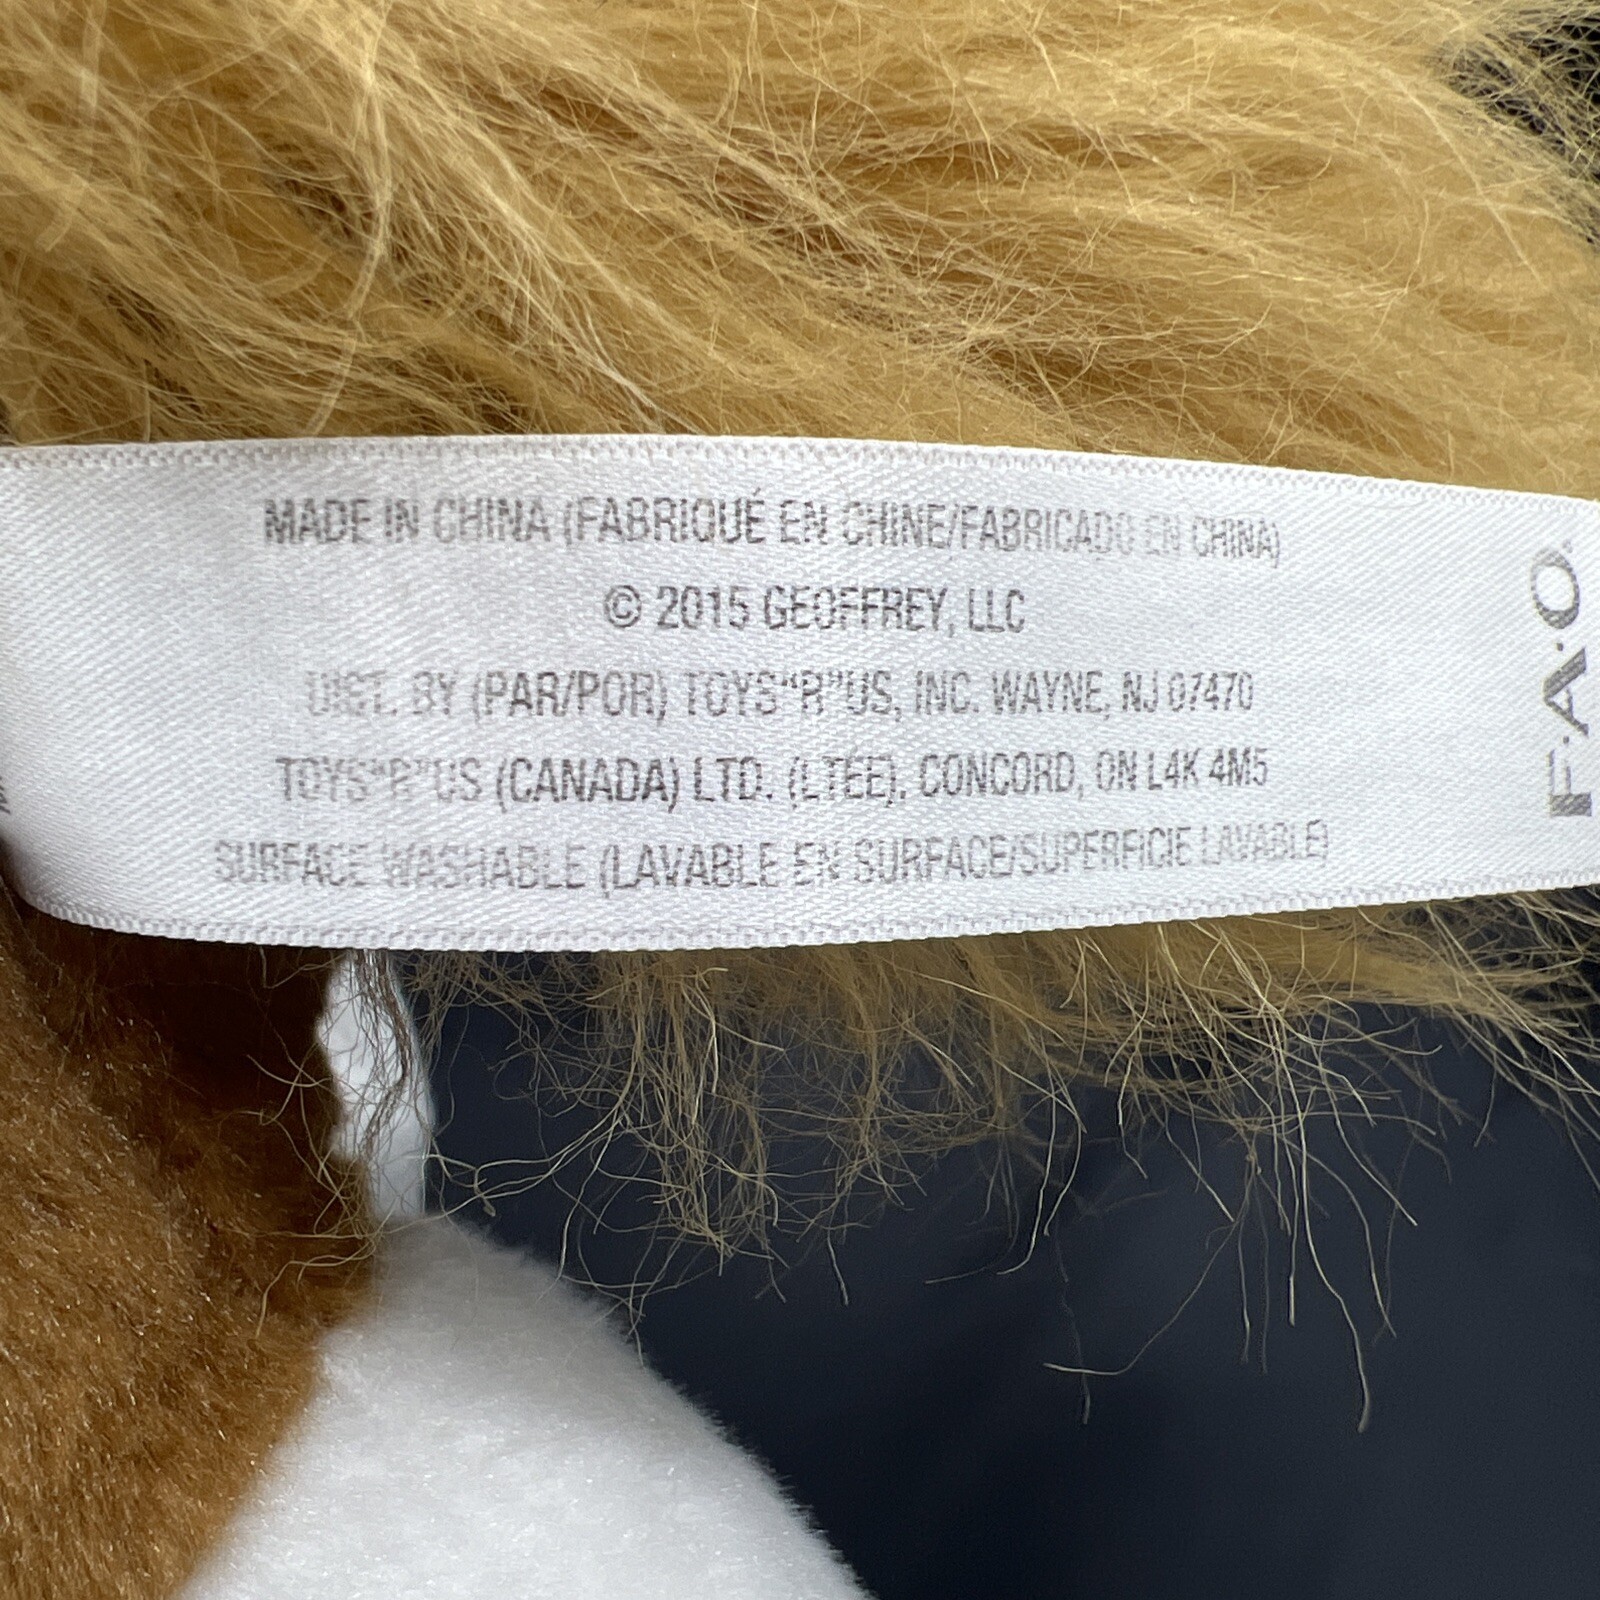 MADE IN CHINA (FABRIQUÉ EN CHINE/FABRICADO EN CHINA)
© 2015 GEOFFREY, LLC
DIST. BY (PAR/POR) TOYS“R”US, INC. WAYNE, NJ 07470
TOYS“R”US (CANADA) LTD. (LTÉE), CONCORD, ON L4K 4M5
SURFACE WASHABLE (LAVABLE EN SURFACE/SUPERFICIE LAVABLE)
F·A·O.